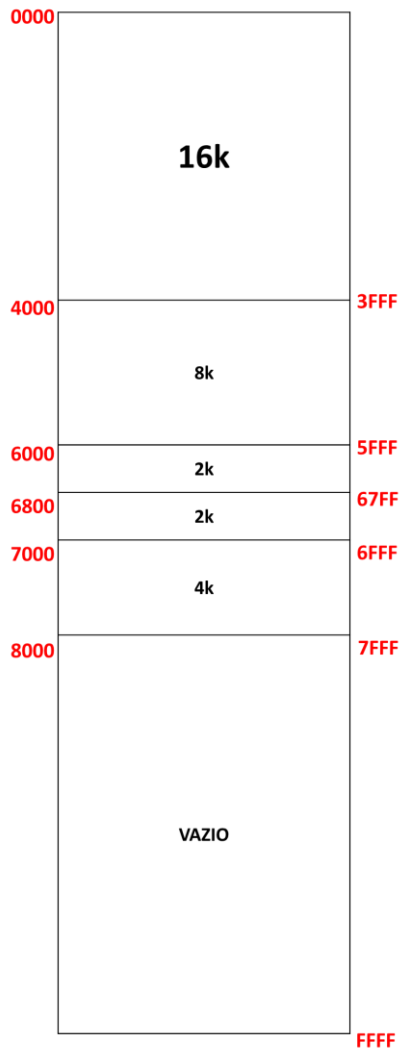 0000
16k
3FFF
4000
8k
5FFF
6000
2k
67FF
6800
2k
6FFF
7000
4k
7FFF
8000
VAZIO
FFFF